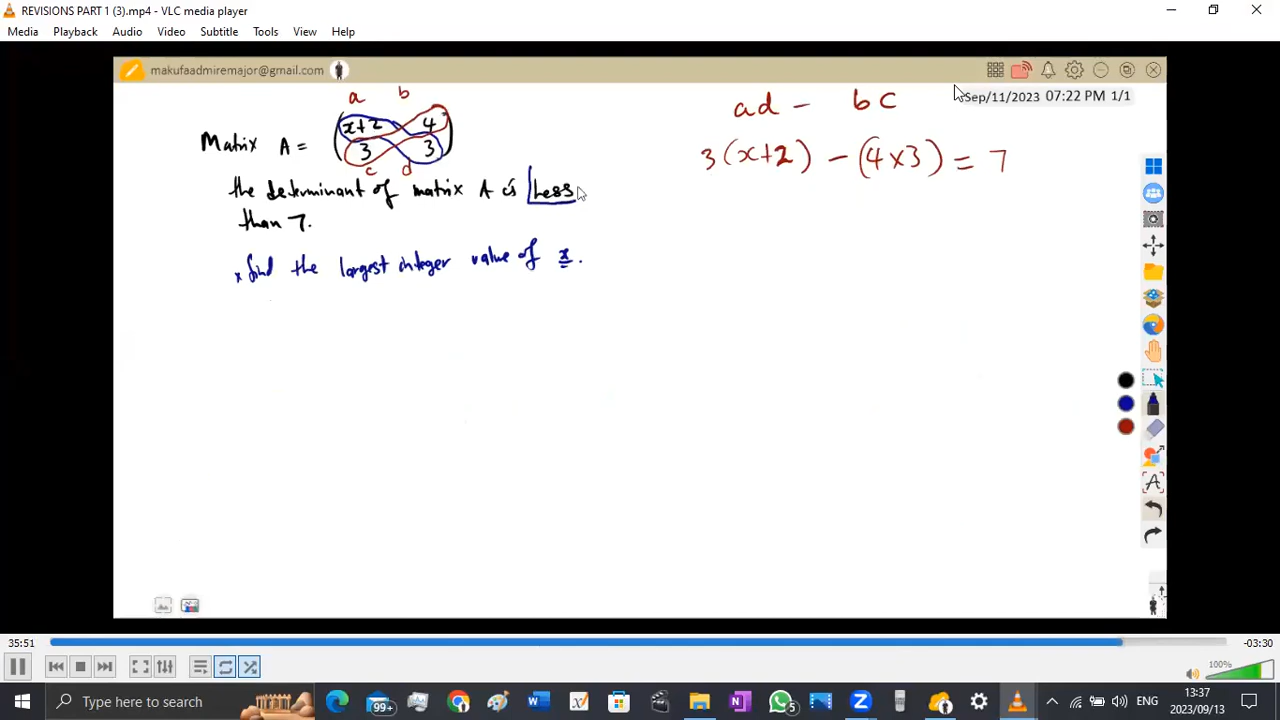 REVISIONS PART 1 (3).mp4 - VLC media player
Media Playback Audio Video Subtitle Tools View Help
makufaadmiremajor@gmail.com
Sep/11/2023 07:22 PM 1/1
a b
ad - bc
Matrix A = ( x+2 4
3 3 )
c d
3(x+2) - (4x3) = 7
the determinant of matrix A is Less
than 7.
* find the largest integer value of x.
A
35:51
-03:30
100%
Type here to search
99+
5
ENG
13:37
2023/09/13